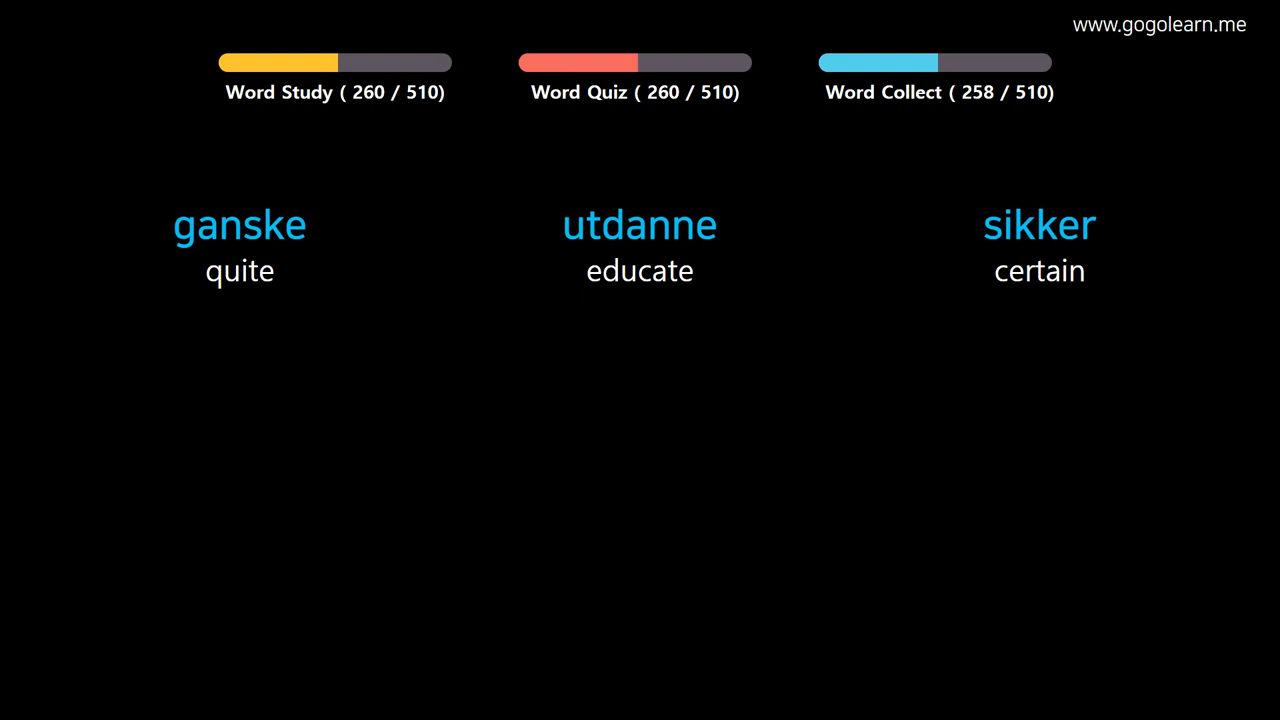 www.gogolearn.me
Word Study ( 260 / 510)
Word Quiz ( 260 / 510)
Word Collect ( 258 / 510)
ganske
quite
utdanne
educate
sikker
certain